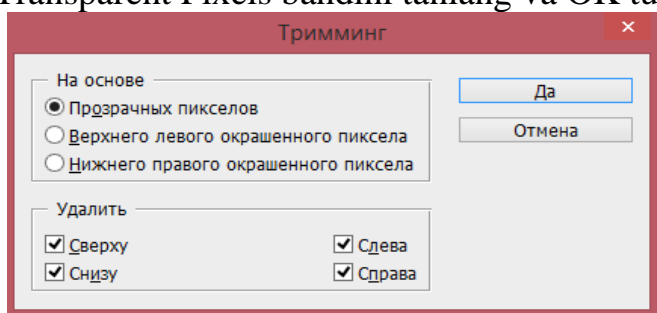 Transparent Pixels bandini tanlang va OK tu
Тримминг
На основе
Прозрачных пикселов
Верхнего левого окрашенного пиксела
Нижнего правого окрашенного пиксела
Да
Отмена
Удалить
Сверху
Слева
Снизу
Справа